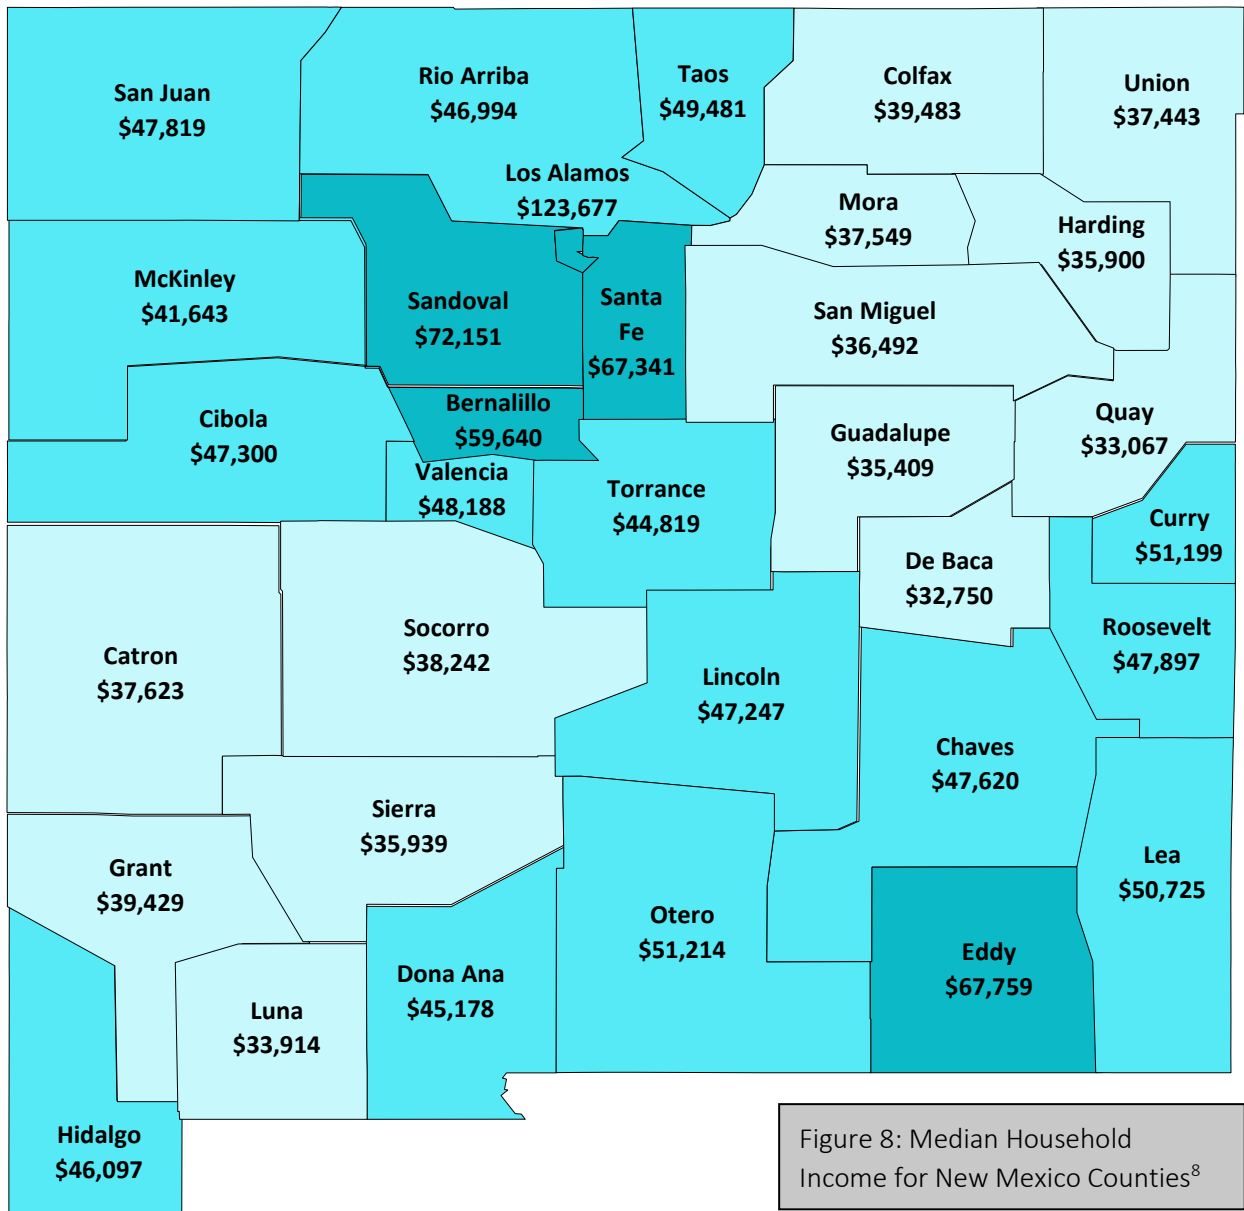 San Juan
$47,819
Rio Arriba
$46,994
Taos
$49,481
Colfax
$39,483
Union
$37,443
Los Alamos
$123,677
Mora
$37,549
Harding
$35,900
McKinley
$41,643
Sandoval
$72,151
Santa
Fe
$67,341
San Miguel
$36,492
Cibola
$47,300
Bernalillo
$59,640
Guadalupe
$35,409
Quay
$33,067
Valencia
$48,188
Torrance
$44,819
Curry
$51,199
De Baca
$32,750
Roosevelt
$47,897
Catron
$37,623
Socorro
$38,242
Lincoln
$47,247
Chaves
$47,620
Sierra
$35,939
Grant
$39,429
Lea
$50,725
Otero
$51,214
Eddy
$67,759
Dona Ana
$45,178
Luna
$33,914
Hidalgo
$46,097
Figure 8: Median Household
Income for New Mexico Counties⁸